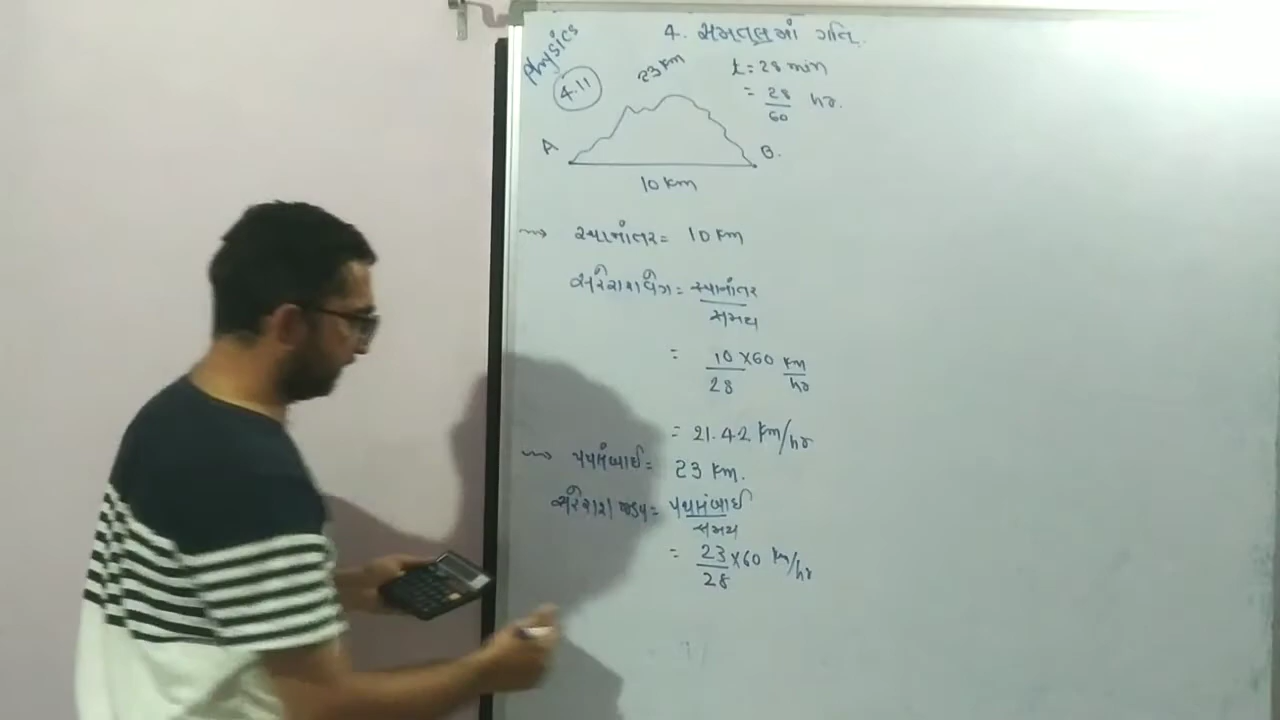 Physics
4. સમતલમાં ગતિ.
4.11
23 km
t = 28 min
= 28/60 hr.
A
B.
10 km
સ્થાનાંતર = 10 km
સરેરાશ વેગ = સ્થાનાંતર/સમય
= 10/28 × 60 km/hr
= 21.42 km/hr
પથલંબાઈ = 23 km.
સરેરાશ ઝડપ = પથલંબાઈ/સમય
= 23/28 × 60 km/hr